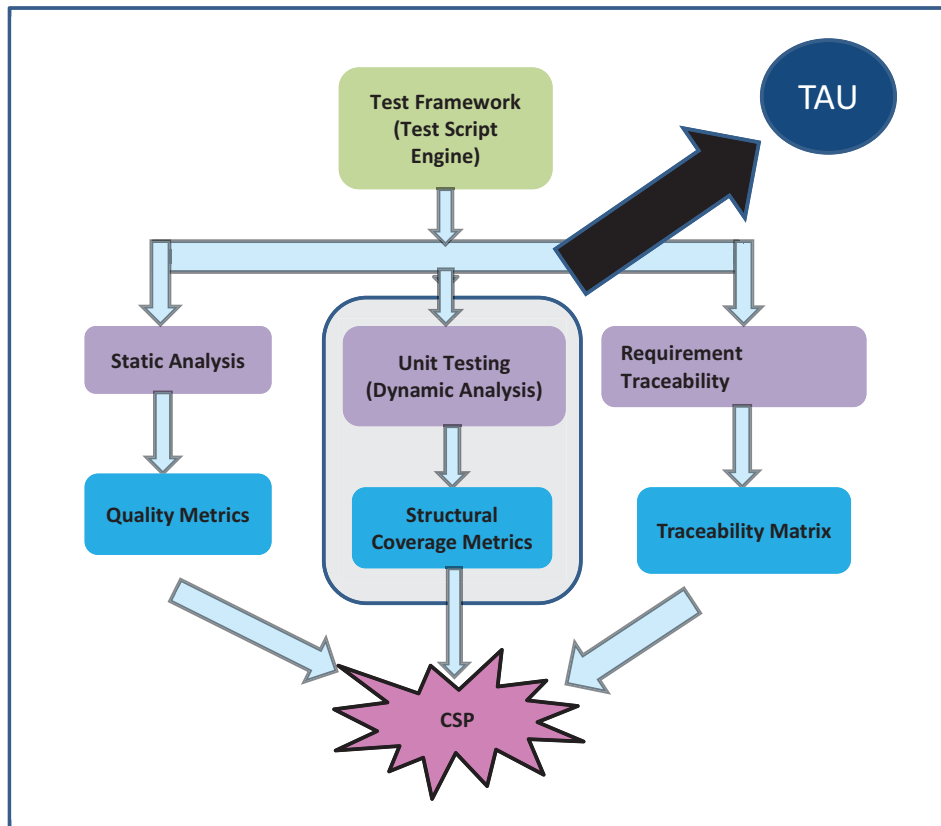 TAU
Test Framework
(Test Script
Engine)
Static Analysis
Unit Testing
(Dynamic Analysis)
Requirement
Traceability
Quality Metrics
Structural
Coverage Metrics
Traceability Matrix
CSP